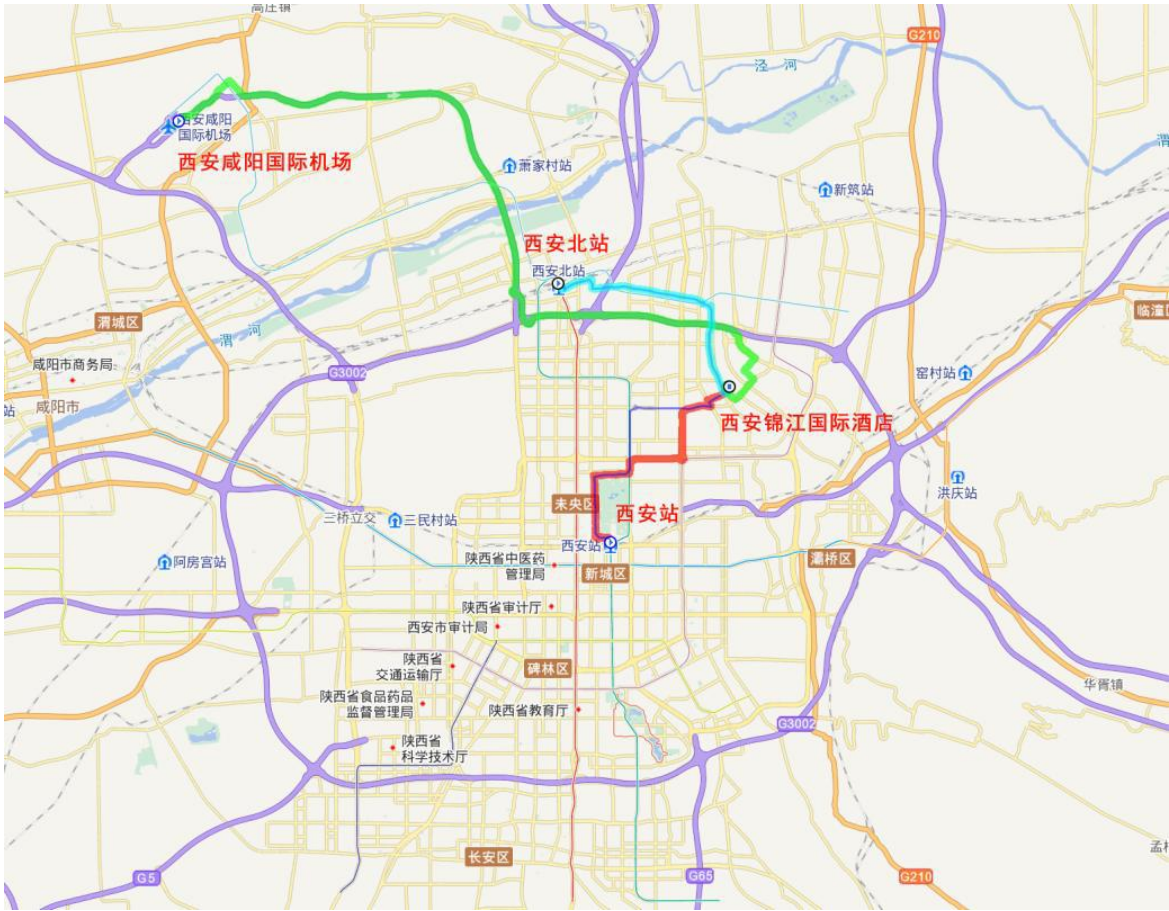 高庄镇
G210
泾河
西安咸阳
国际机场
西安咸阳国际机场
萧家村站
新筑站
渭
西安北站
西安北站
渭城区
渭河
临潼区
咸阳市商务局
G3002
窑村站
咸阳市
站
西安锦江国际酒店
洪庆站
未央区
西安站
三桥立交
三民村站
西安站
阿房宫站
陕西省中医药
管理局
新城区
灞桥区
陕西省审计厅
西安市审计局
陕西省
交通运输厅
碑林区
华胥镇
陕西省食品药品
监督管理局
陕西省教育厅
G3002
陕西省
科学技术厅
长安区
孟村
G5
G65
G210